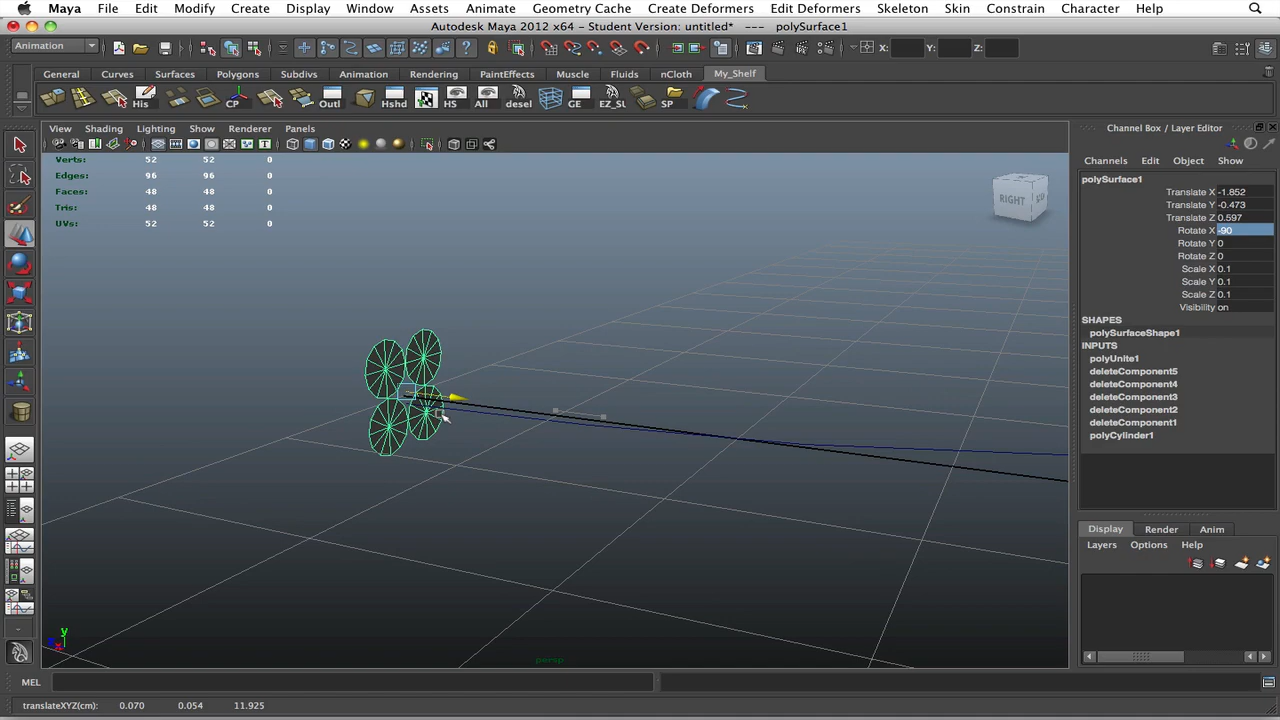 Maya File Edit Modify Create Display Window Assets Animate Geometry Cache Create Deformers Edit Deformers Skeleton Skin Constrain Character Help
Autodesk Maya 2012 x64 - Student Version: untitled* --- polySurface1
Animation X: Y: Z:
General Curves Surfaces Polygons Subdivs Animation Rendering PaintEffects Muscle Fluids nCloth My_Shelf
His CP Outl Hshd HS All desel GE EZ_SL SP
View Shading Lighting Show Renderer Panels
Channel Box / Layer Editor
Channels Edit Object Show
Verts: 52 52 0
Edges: 96 96 0
Faces: 48 48 0
Tris: 48 48 0
UVs: 52 52 0
RIGHT
polySurface1
Translate X -1.852
Translate Y -0.473
Translate Z 0.597
Rotate X -90
Rotate Y 0
Rotate Z 0
Scale X 0.1
Scale Y 0.1
Scale Z 0.1
Visibility on
SHAPES
polySurfaceShape1
INPUTS
polyUnite1
deleteComponent5
deleteComponent4
deleteComponent3
deleteComponent2
deleteComponent1
polyCylinder1
Display Render Anim
Layers Options Help
y
x
persp
MEL
translateXYZ(cm): 0.070 0.054 11.925